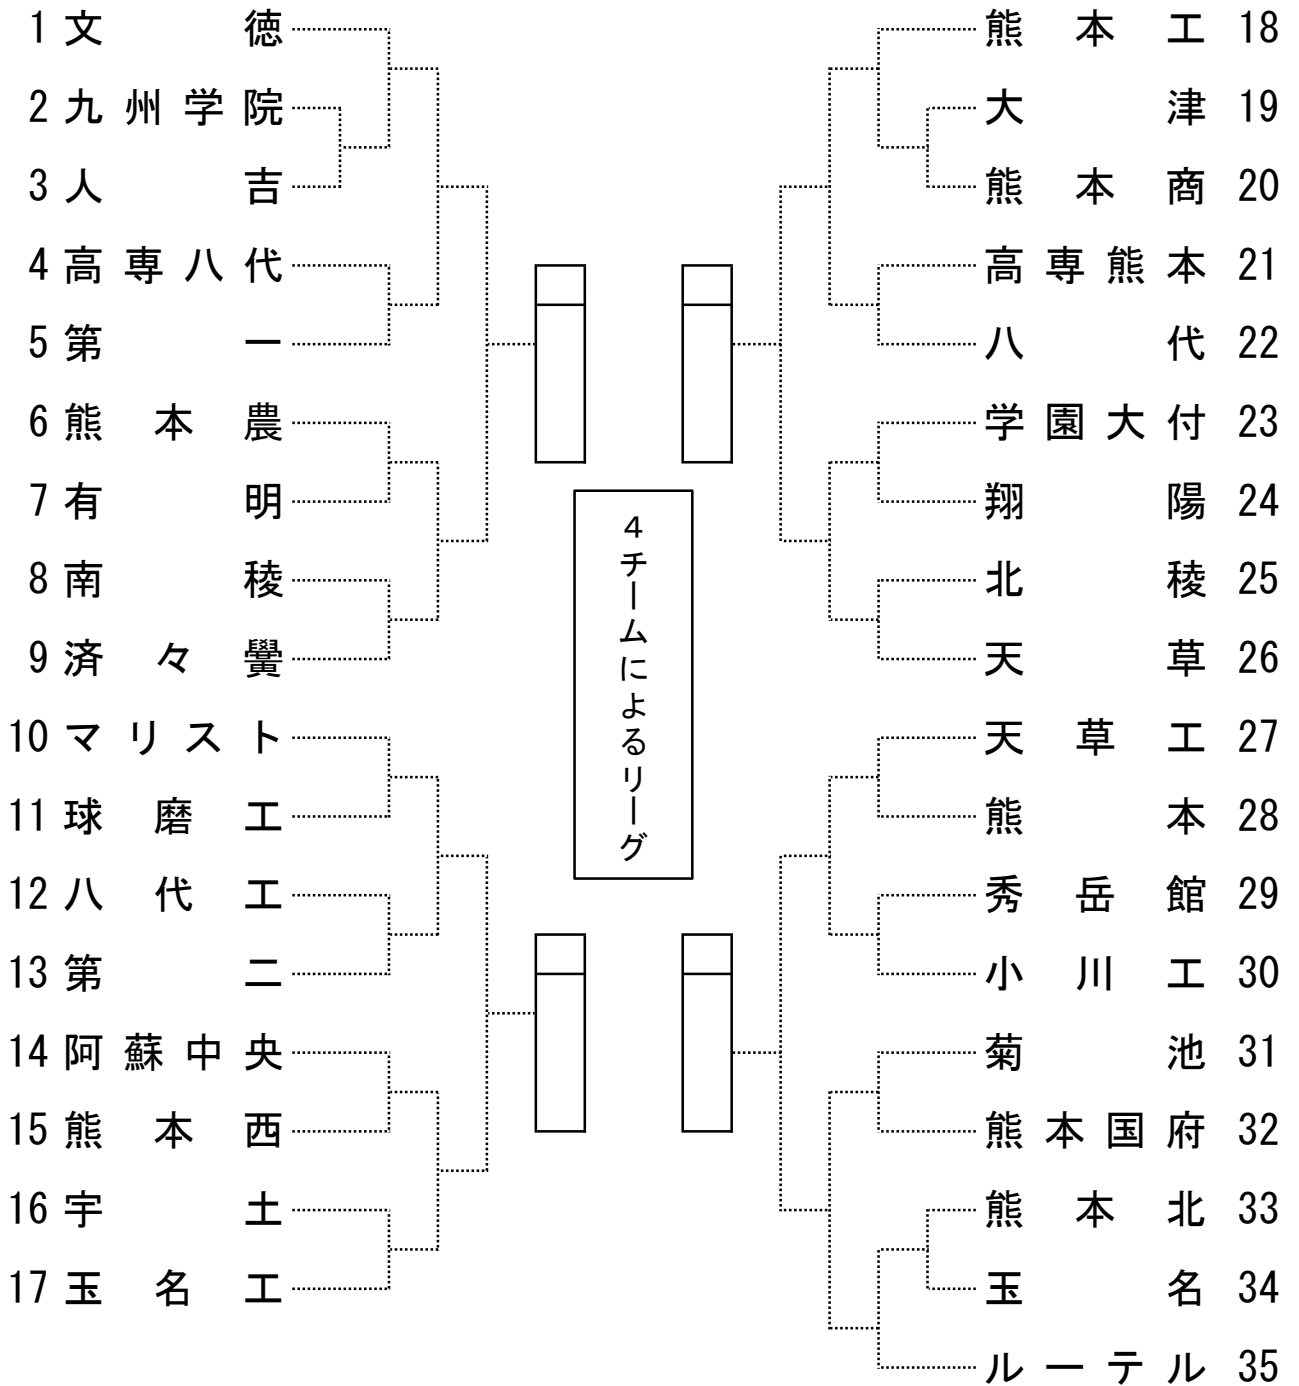 1 文徳
2 九州学院
3 人吉
4 高専八代
5 第一
6 熊本農
7 有明
8 南稜
9 済々黌
10 マリスト
11 球磨工
12 八代工
13 第二
14 阿蘇中央
15 熊本西
16 宇土
17 玉名工
4チームによるリーグ
熊本工 18
大津 19
熊本商 20
高専熊本 21
八代 22
学園大付 23
翔陽 24
北稜 25
天草 26
天草工 27
熊本 28
秀岳館 29
小川工 30
菊池 31
熊本国府 32
熊本北 33
玉名 34
ルーテル 35